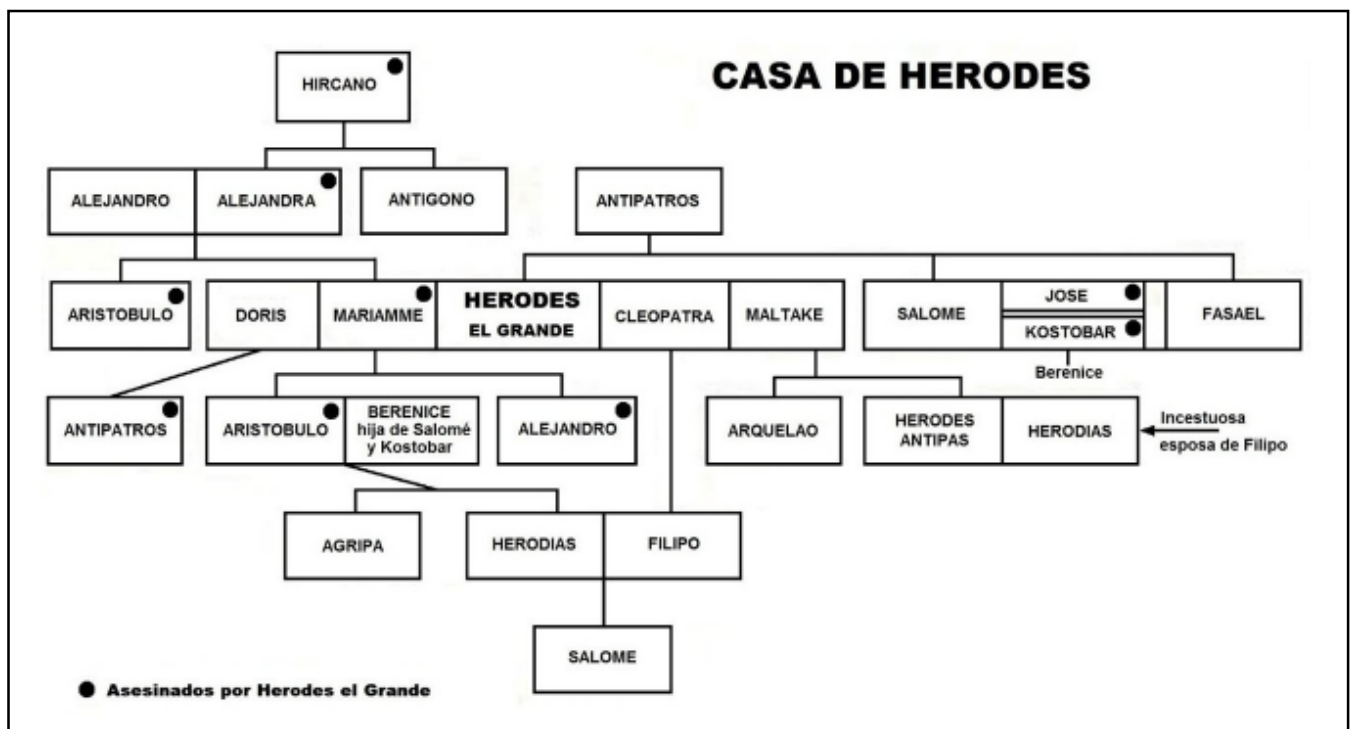 CASA DE HERODES
HIRCANO
ALEJANDRO
ALEJANDRA
ANTIGONO
ANTIPATROS
ARISTOBULO
DORIS
MARIAMME
HERODES
EL GRANDE
CLEOPATRA
MALTAKE
SALOME
JOSE
KOSTOBAR
FASAEL
Berenice
ANTIPATROS
ARISTOBULO
BERENICE
hija de Salomé
y Kostobar
ALEJANDRO
ARQUELAO
HERODES
ANTIPAS
HERODIAS
Incestuosa
esposa de Filipo
AGRIPA
HERODIAS
FILIPO
SALOME
Asesinados por Herodes el Grande